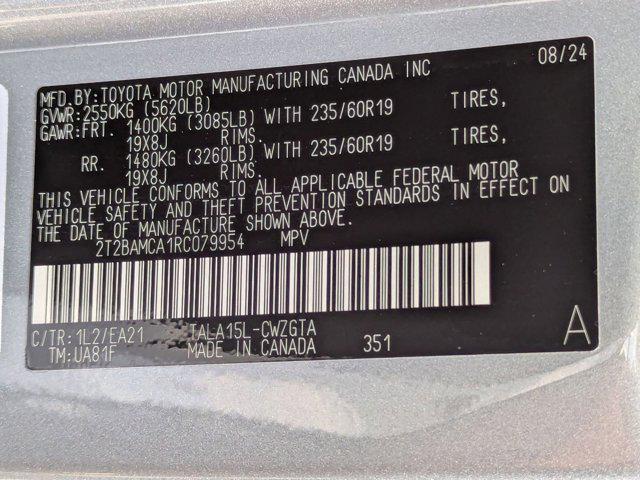 MFD.BY:TOYOTA MOTOR MANUFACTURING CANADA INC 08/24
GVWR:2550KG (5620LB)
GAWR:FRT. 1400KG (3085LB) WITH 235/60R19 TIRES,
19X8J RIMS.
RR. 1480KG (3260LB) WITH 235/60R19 TIRES,
19X8J RIMS.
THIS VEHICLE CONFORMS TO ALL APPLICABLE FEDERAL MOTOR
VEHICLE SAFETY AND THEFT PREVENTION STANDARDS IN EFFECT ON
THE DATE OF MANUFACTURE SHOWN ABOVE.
2T2BAMCA1RC079954 MPV
C/TR:1L2/EA21 TALA15L-CWZGTA
TM:UA81F MADE IN CANADA 351 A